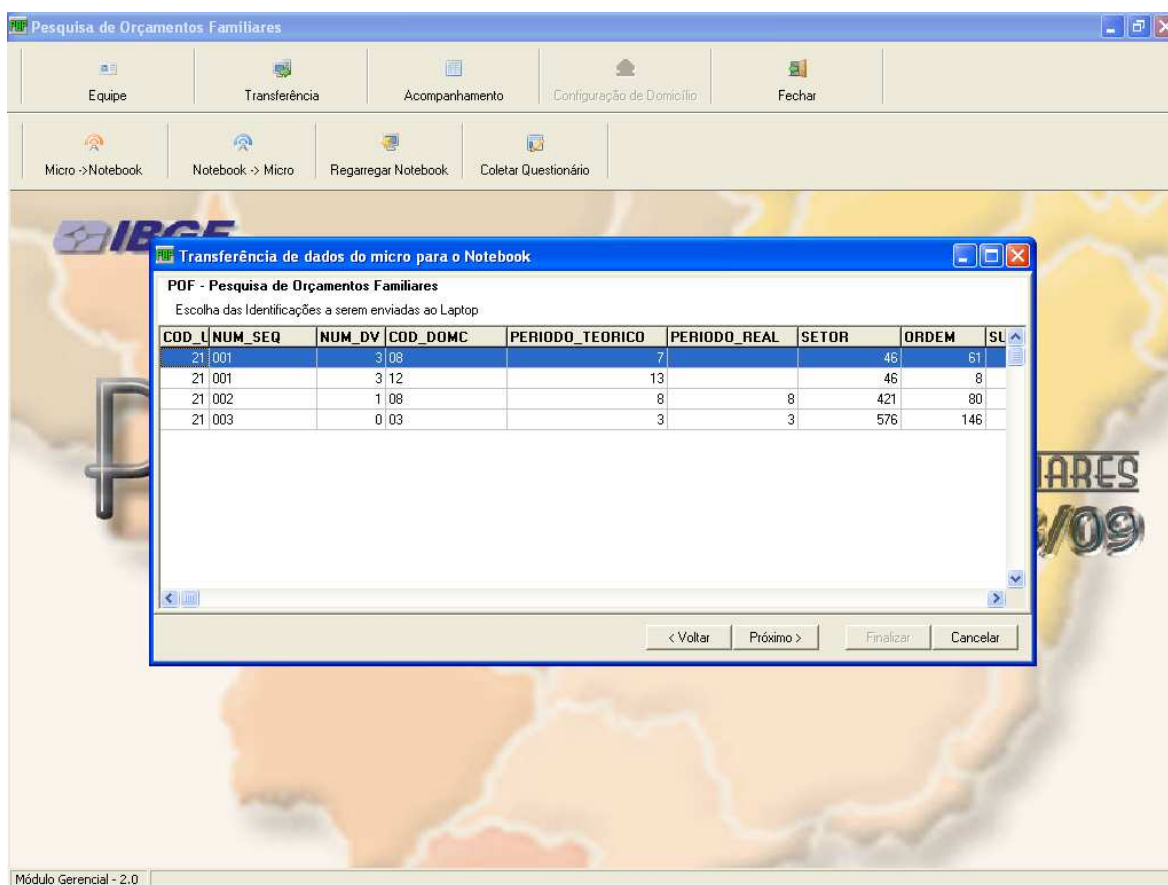 Pesquisa de Orçamentos Familiares
Equipe Transferência Acompanhamento Configuração de Domicílio Fechar
Micro ->Notebook Notebook -> Micro Regarregar Notebook Coletar Questionário
IBGE
Transferência de dados do micro para o Notebook
POF - Pesquisa de Orçamentos Familiares
Escolha das Identificações a serem enviadas ao Laptop
COD_U NUM_SEQ NUM_DV COD_DOMC PERIODO_TEORICO PERIODO_REAL SETOR ORDEM
21 001 3 08 7 46 61
21 001 3 12 13 46 8
21 002 1 08 8 8 421 80
21 003 0 03 3 3 576 146
IARES
/09
< Voltar Próximo > Finalizar Cancelar
Módulo Gerencial - 2.0